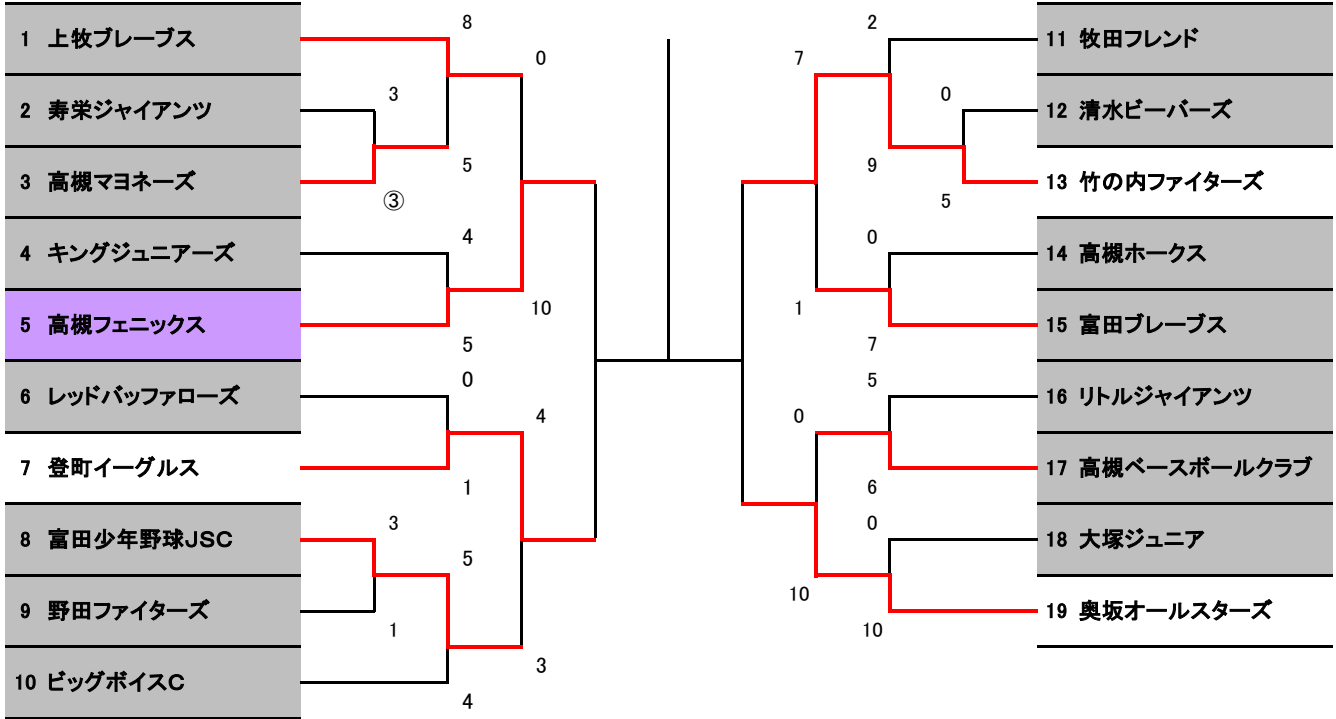 1 上牧ブレーブス
2 寿栄ジャイアンツ
3 高槻マヨネーズ
4 キングジュニアーズ
5 高槻フェニックス
6 レッドバッファローズ
7 登町イーグルス
8 富田少年野球JSC
9 野田ファイターズ
10 ビッグボイスC
8
0
3
5
③
4
10
5
0
4
1
3
5
1
3
4
2
7
0
9
5
0
1
7
5
0
6
0
10
10
11 牧田フレンド
12 清水ビーバーズ
13 竹の内ファイターズ
14 高槻ホークス
15 富田ブレーブス
16 リトルジャイアンツ
17 高槻ベースボールクラブ
18 大塚ジュニア
19 奥坂オールスターズ